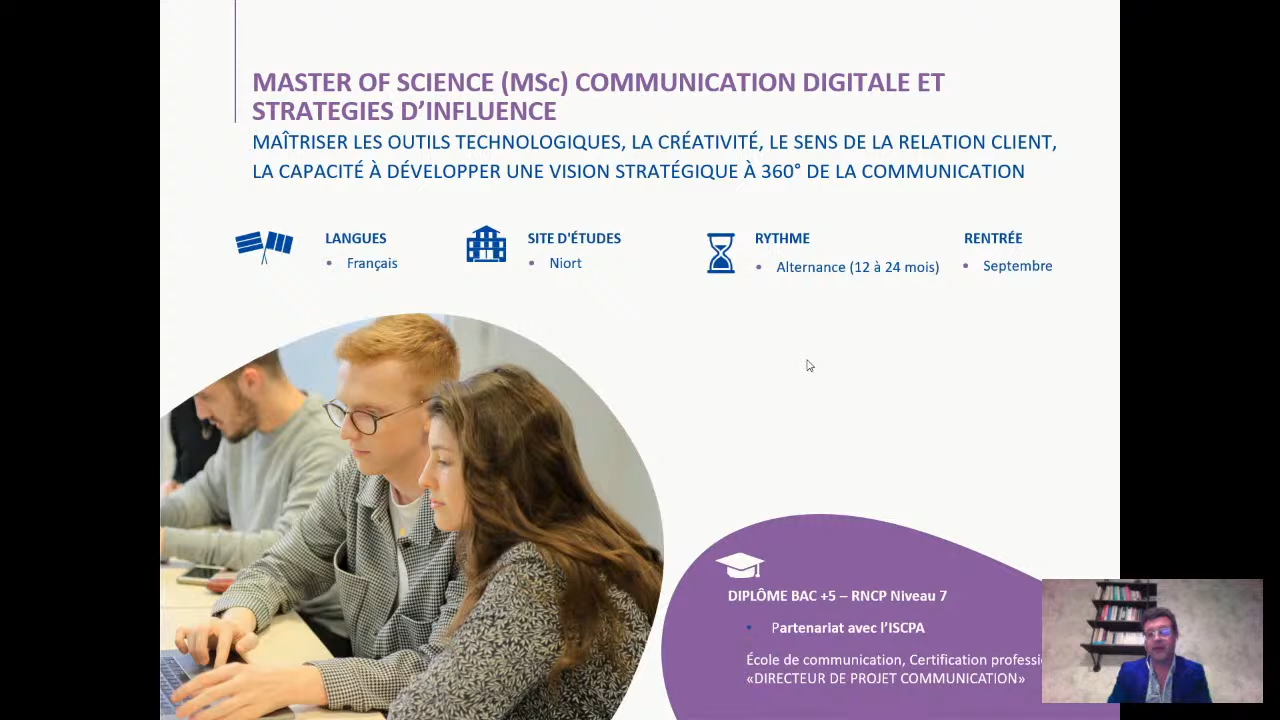 MASTER OF SCIENCE (MSc) COMMUNICATION DIGITALE ET
STRATEGIES D'INFLUENCE
MAÎTRISER LES OUTILS TECHNOLOGIQUES, LA CRÉATIVITÉ, LE SENS DE LA RELATION CLIENT,
LA CAPACITÉ À DÉVELOPPER UNE VISION STRATÉGIQUE À 360° DE LA COMMUNICATION
LANGUES
• Français
SITE D'ÉTUDES
• Niort
RYTHME
• Alternance (12 à 24 mois)
RENTRÉE
• Septembre
DIPLÔME BAC +5 – RNCP Niveau 7
• Partenariat avec l'ISCPA
École de communication, Certification
«DIRECTEUR DE PROJET COMMUNICATION»